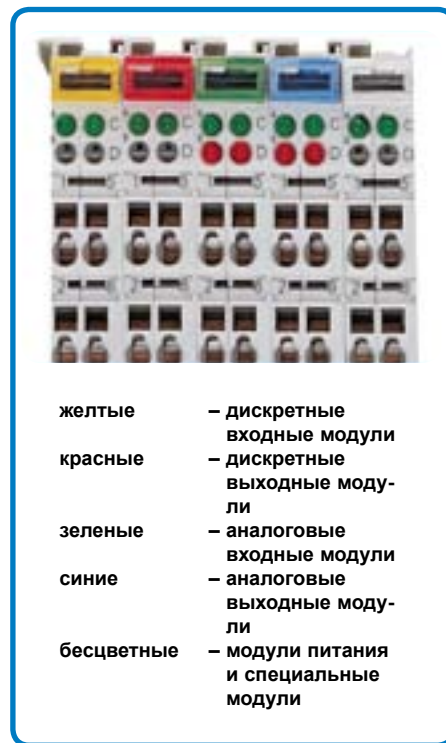 C C C C
D D D D
желтые – дискретные
входные модули
красные – дискретные
выходные моду-
ли
зеленые – аналоговые
входные модули
синие – аналоговые
выходные моду-
ли
бесцветные – модули питания
и специальные
модули